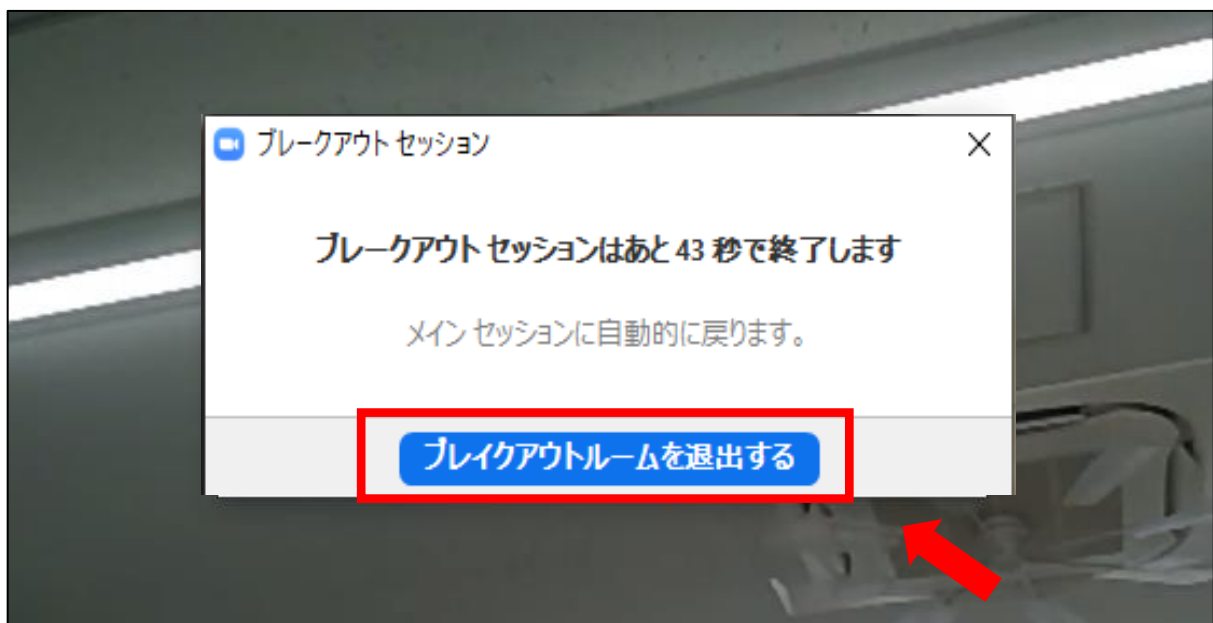 ブレークアウト セッション
ブレークアウト セッションはあと 43 秒で終了します
メイン セッションに自動的に戻ります。
ブレイクアウトルームを退出する